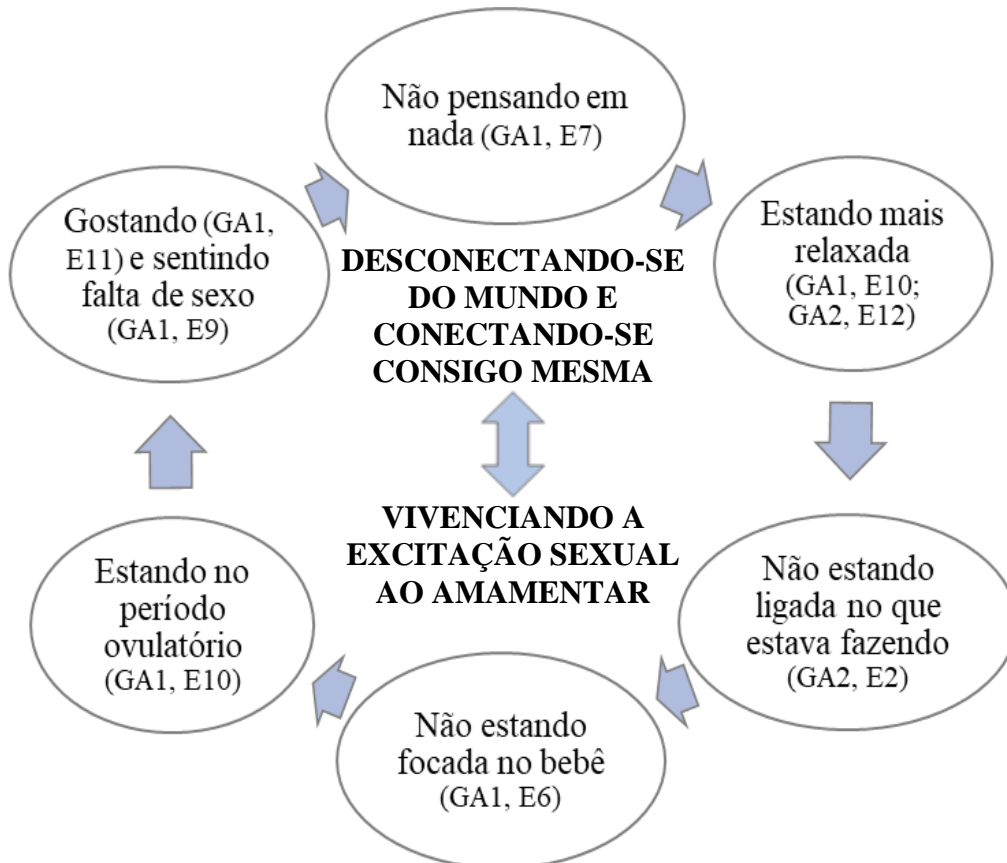 Não pensando em
nada (GA1, E7)
Estando mais
relaxada
(GA1, E10;
GA2, E12)
Não estando
ligada no que
estava fazendo
(GA2, E2)
Não estando
focada no bebê
(GA1, E6)
Estando no
período
ovulatório
(GA1, E10)
Gostando (GA1,
E11) e sentindo
falta de sexo
(GA1, E9)
DESCONECTANDO-SE
DO MUNDO E
CONECTANDO-SE
CONSIGO MESMA
VIVENCIANDO A
EXCITAÇÃO SEXUAL
AO AMAMENTAR